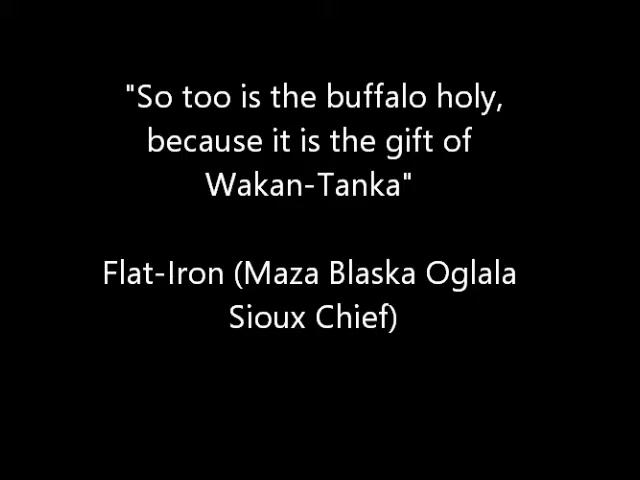 "So too is the buffalo holy,
because it is the gift of
Wakan-Tanka"
Flat-Iron (Maza Blaska Oglala
Sioux Chief)